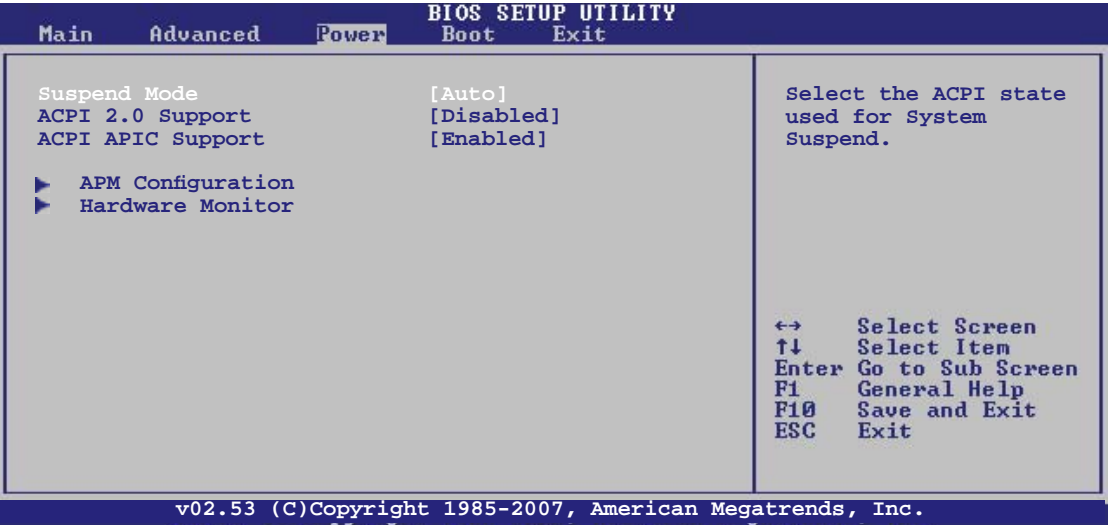 BIOS SETUP UTILITY
Main Advanced Power Boot Exit
Suspend Mode [Auto]
ACPI 2.0 Support [Disabled]
ACPI APIC Support [Enabled]
APM Configuration
Hardware Monitor
Select the ACPI state
used for System
Suspend.
←→ Select Screen
↑↓ Select Item
Enter Go to Sub Screen
F1 General Help
F10 Save and Exit
ESC Exit
v02.53 (C)Copyright 1985-2007, American Megatrends, Inc.